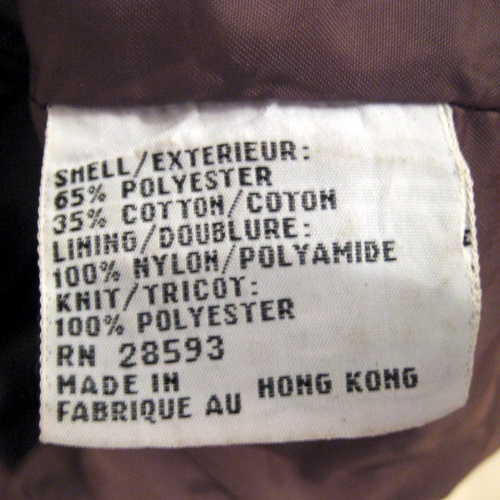 SHELL/EXTERIEUR:
65% POLYESTER
35% COTTON/COTON
LINING/DOUBLURE:
100% NYLON/POLYAMIDE
KNIT/TRICOT:
100% POLYESTER
RN 28593
MADE IN HONG KONG
FABRIQUE AU